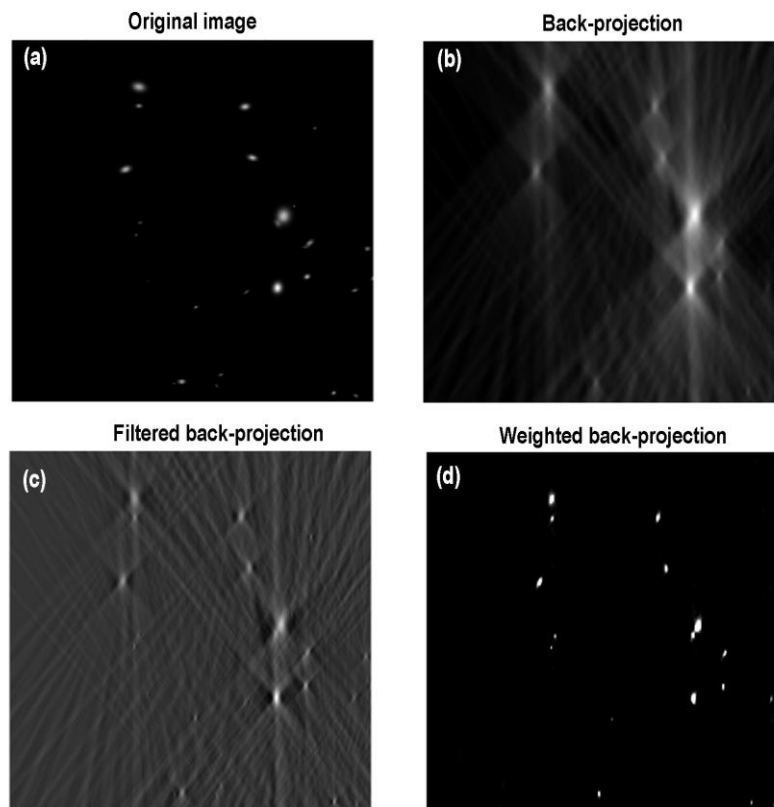 Original image
Back-projection
(a)
(b)
Filtered back-projection
Weighted back-projection
(c)
(d)